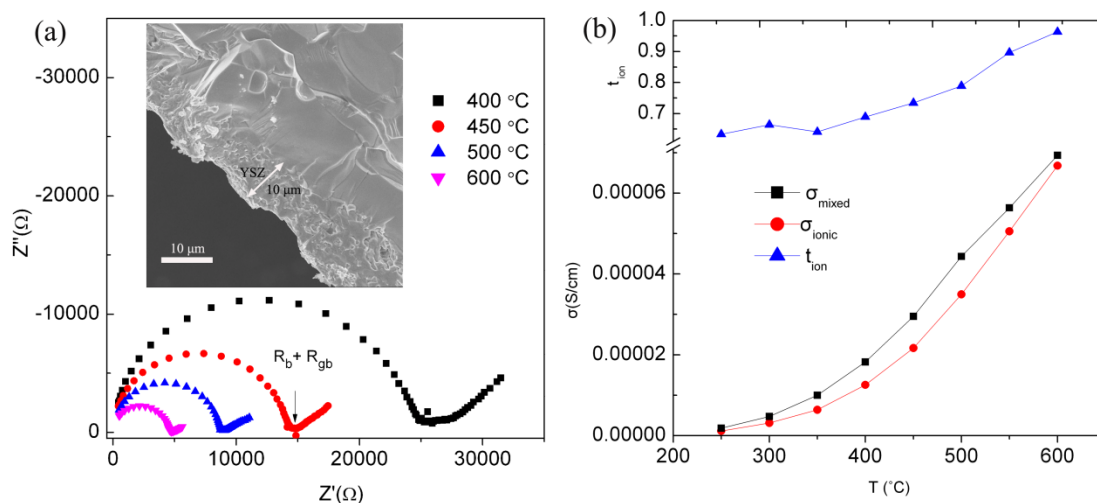 (a)
-30000
-20000
-10000
0
Z''(Ω)
0
10000
20000
30000
Z'(Ω)
YSZ
10 μm
10 μm
400 °C
450 °C
500 °C
600 °C
R_b + R_gb
(b)
1.0
0.9
0.8
0.7
t_ion
0.00006
0.00004
0.00002
0.00000
σ(S/cm)
σ_mixed
σ_ionic
t_ion
200
300
400
500
600
T (°C)